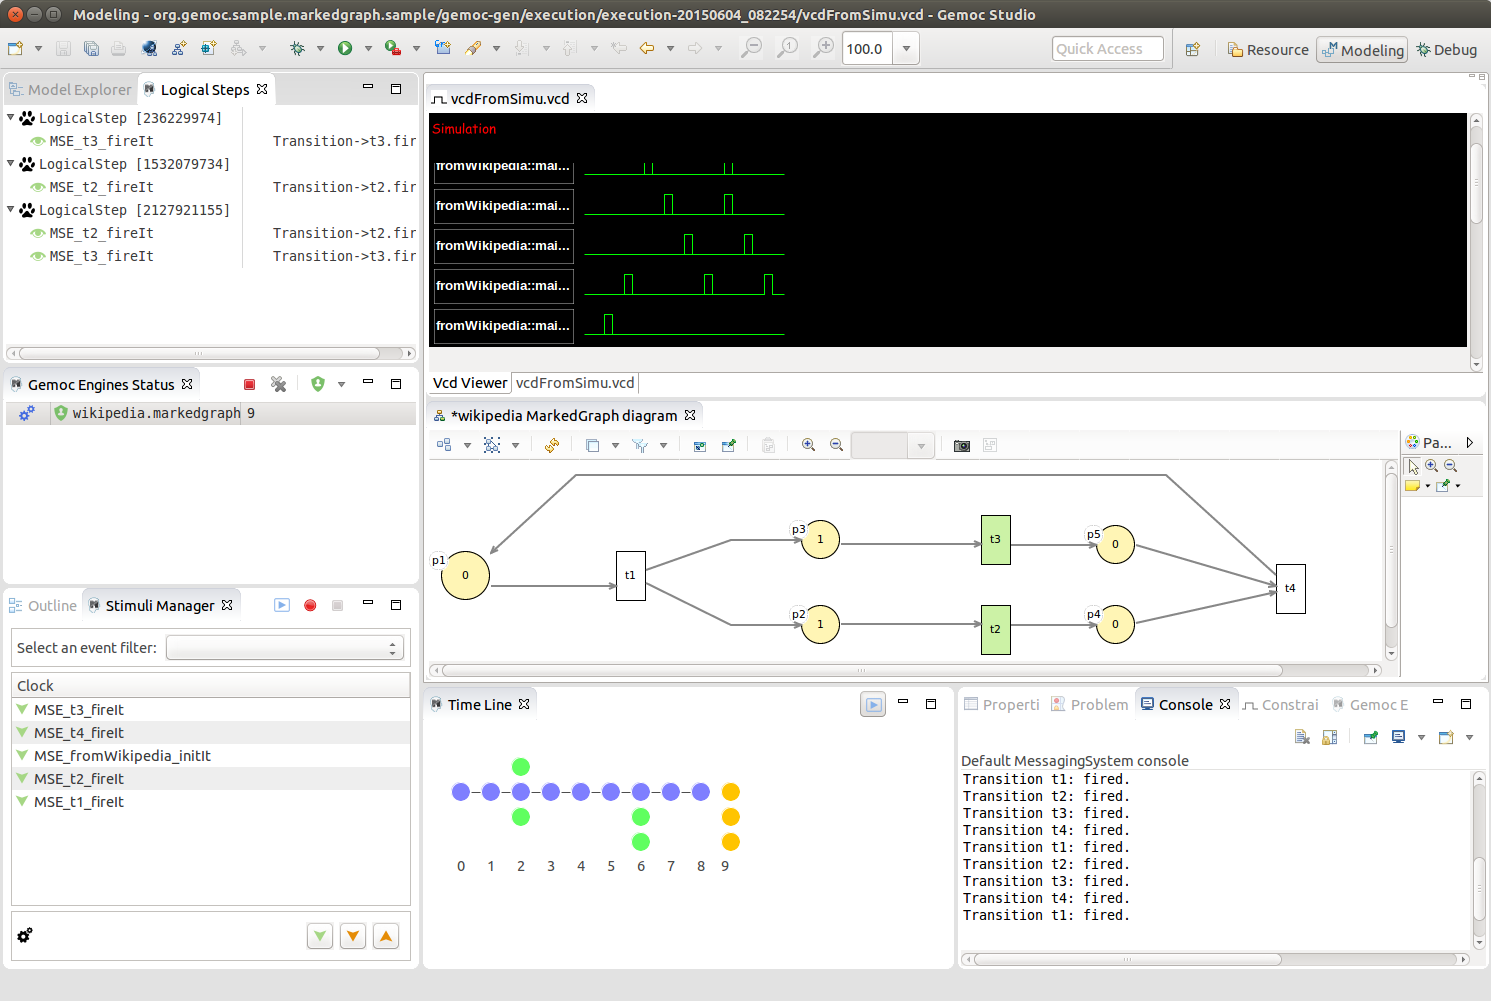 Modeling - org.gemoc.sample.markedgraph.sample/gemoc-gen/execution/execution-20150604_082254/vcdFromSimu.vcd - Gemoc Studio
100.0
Quick Access
Resource
Modeling
Debug
Model Explorer
Logical Steps
LogicalStep [236229974]
MSE_t3_fireIt Transition->t3.fir
LogicalStep [1532079734]
MSE_t2_fireIt Transition->t2.fir
LogicalStep [2127921155]
MSE_t2_fireIt Transition->t2.fir
MSE_t3_fireIt Transition->t3.fir
vcdFromSimu.vcd
Simulation
fromWikipedia::mai...
fromWikipedia::mai...
fromWikipedia::mai...
fromWikipedia::mai...
fromWikipedia::mai...
Vcd Viewer
vcdFromSimu.vcd
Gemoc Engines Status
wikipedia.markedgraph 9
*wikipedia MarkedGraph diagram
Pa...
p1
0
t1
p3
1
t3
p5
0
p2
1
t2
p4
0
t4
Outline
Stimuli Manager
Select an event filter:
Clock
MSE_t3_fireIt
MSE_t4_fireIt
MSE_fromWikipedia_initIt
MSE_t2_fireIt
MSE_t1_fireIt
Time Line
0 1 2 3 4 5 6 7 8 9
Properti
Problem
Console
Constrai
Gemoc E
Default MessagingSystem console
Transition t1: fired.
Transition t2: fired.
Transition t3: fired.
Transition t4: fired.
Transition t1: fired.
Transition t2: fired.
Transition t3: fired.
Transition t4: fired.
Transition t1: fired.